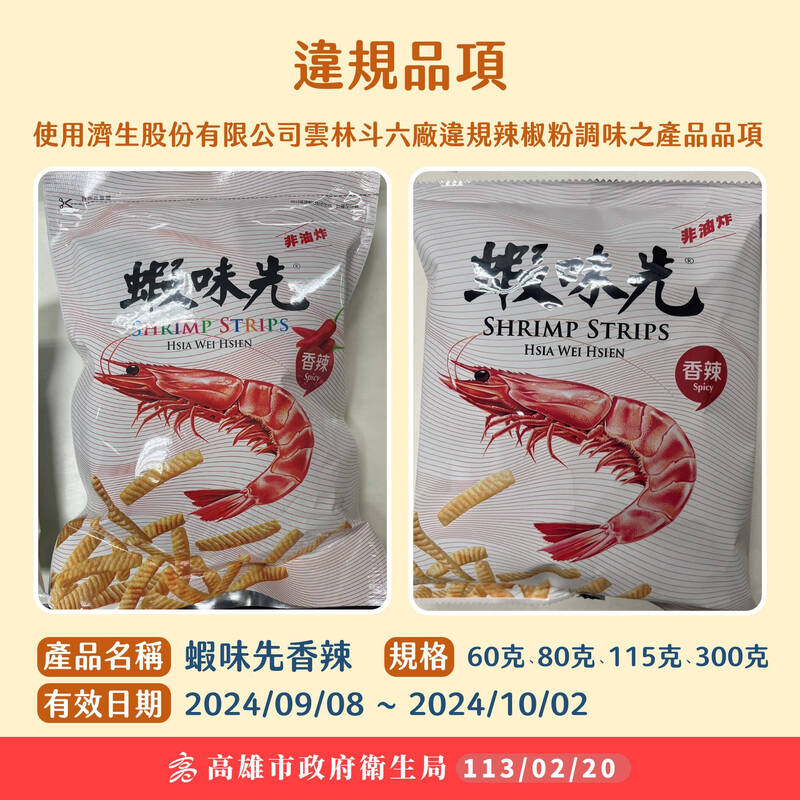 違規品項
使用濟生股份有限公司雲林斗六廠違規辣椒粉調味之產品品項
非油炸
蝦味先®
SHRIMP STRIPS
HSIA WEI HSIEN
香辣
Spicy
非油炸
蝦味先®
SHRIMP STRIPS
HSIA WEI HSIEN
香辣
Spicy
產品名稱 蝦味先香辣 規格 60克、80克、115克、300克
有效日期 2024/09/08 ~ 2024/10/02
高雄市政府衛生局 113/02/20